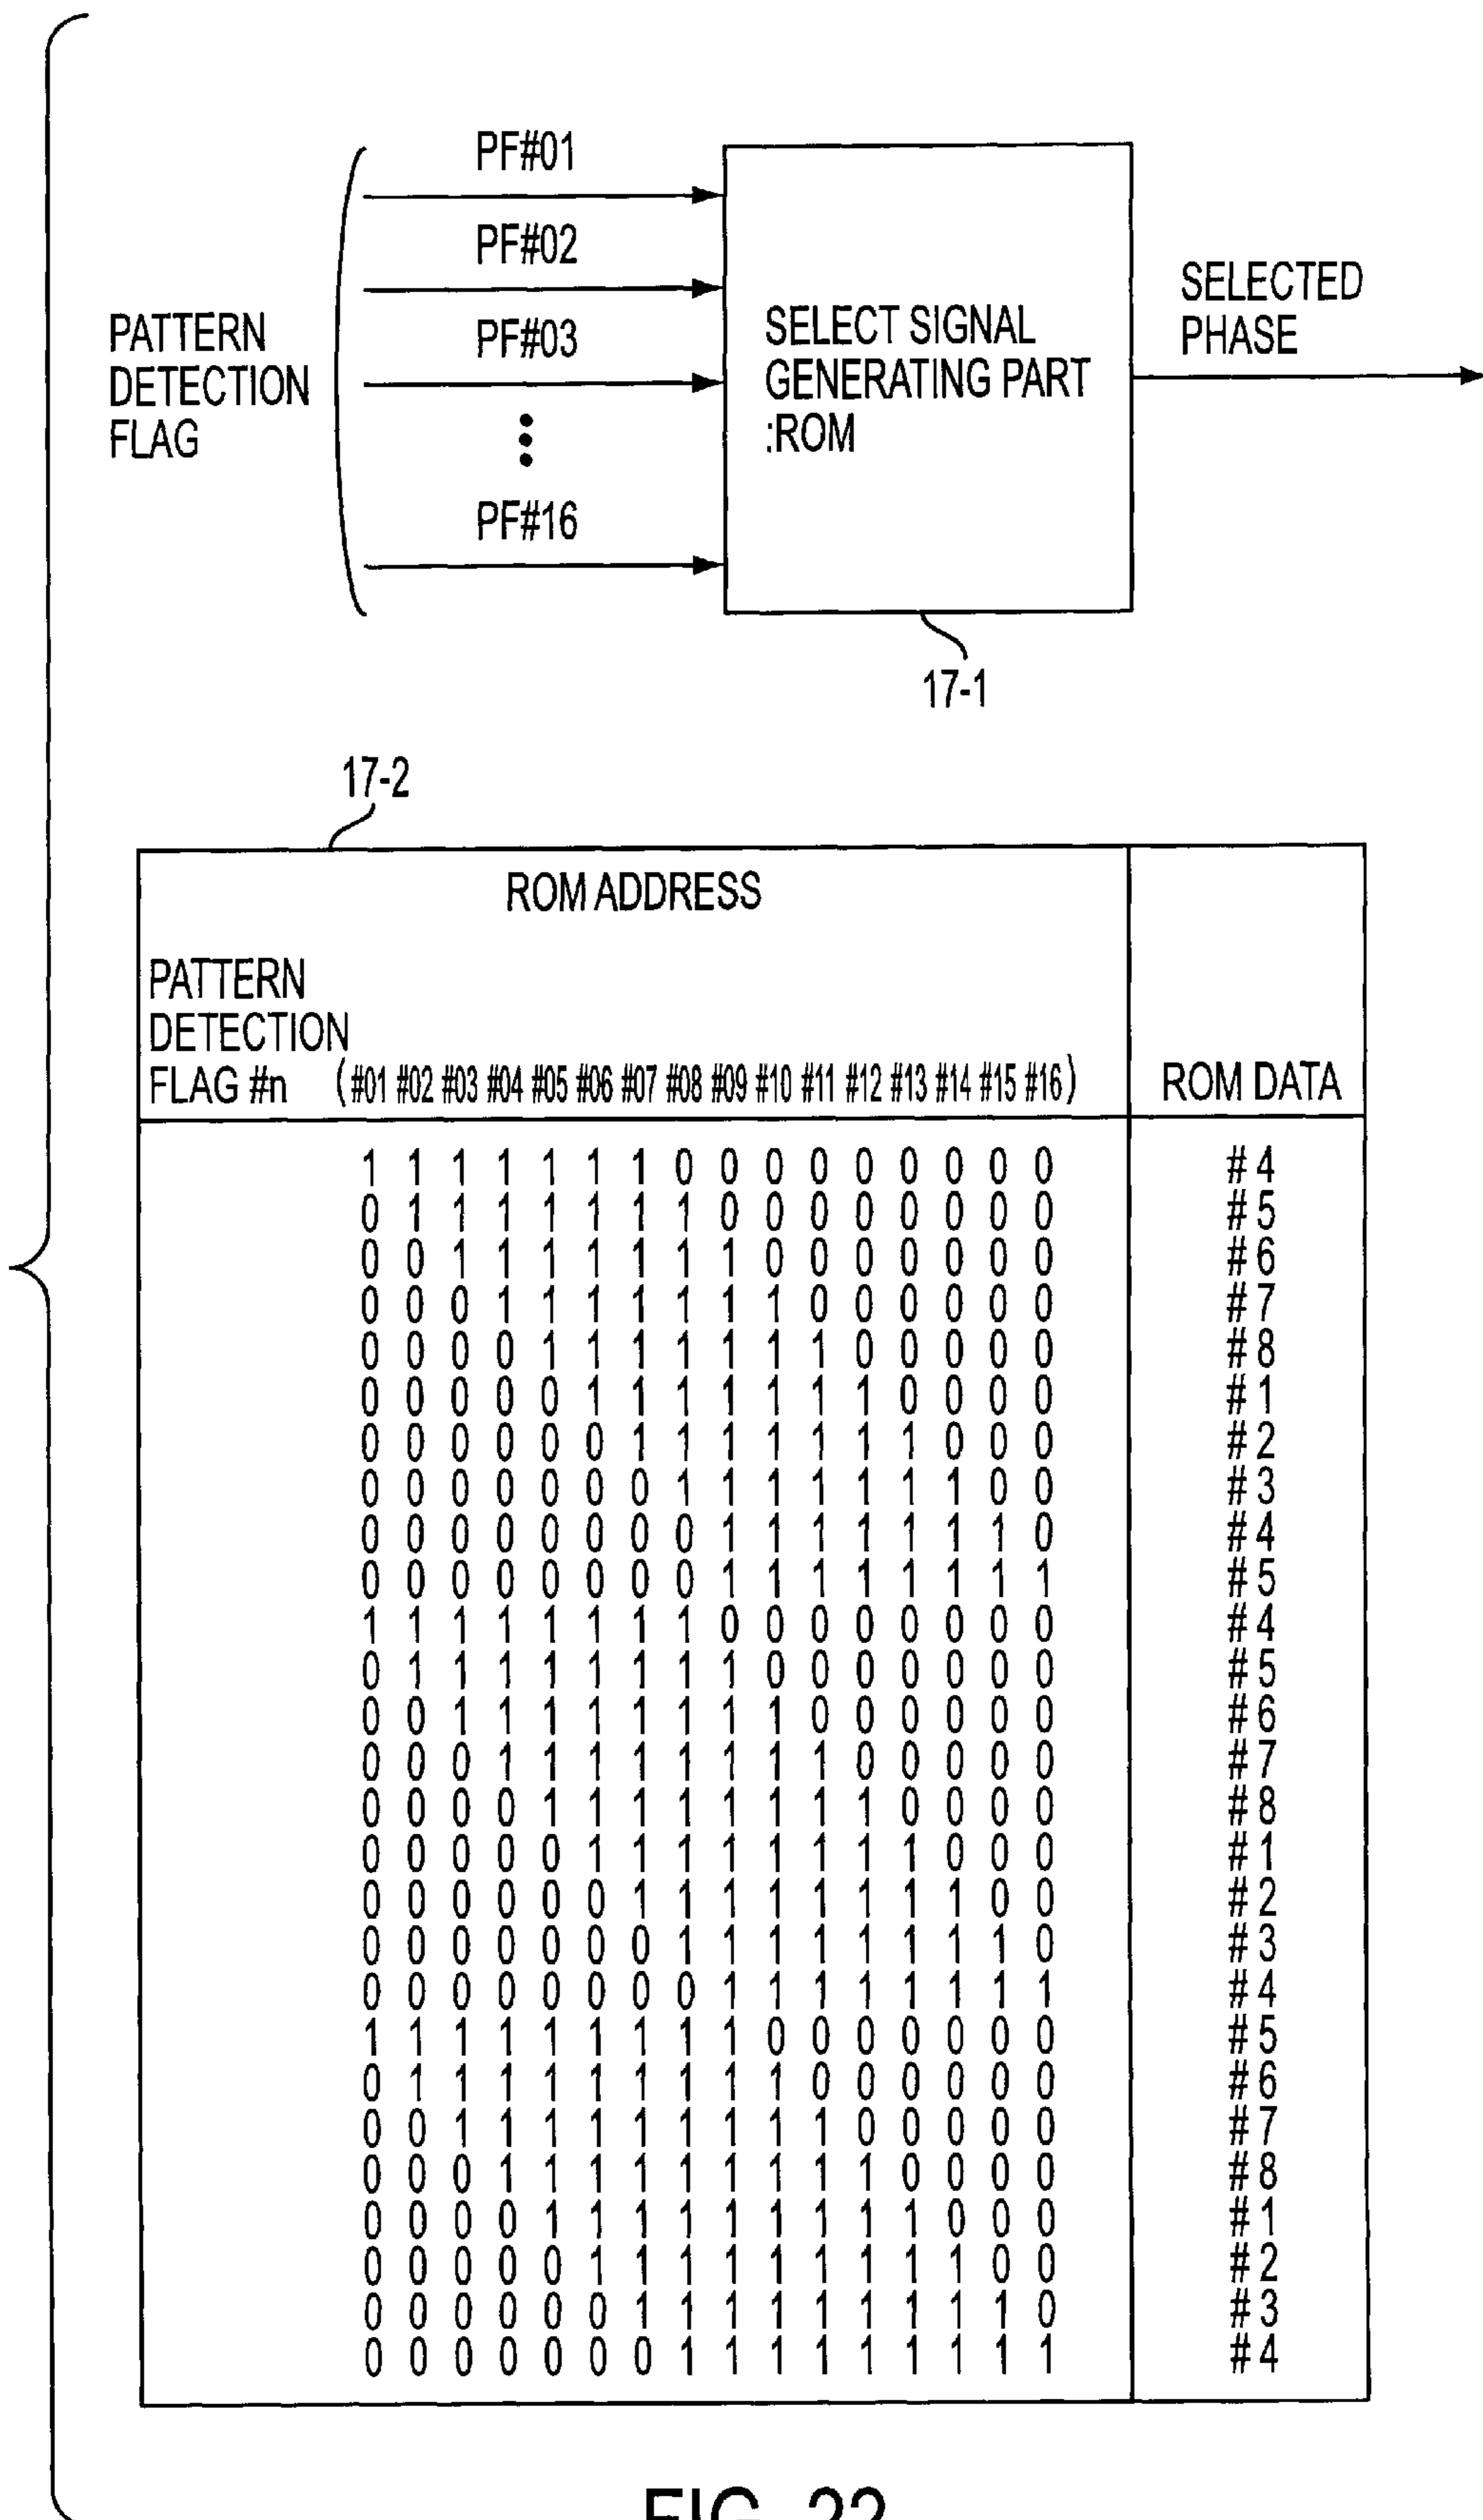 PF#01
PF#02
PF#03
PF#16
PATTERN
DETECTION
FLAG
SELECT SIGNAL
GENERATING PART
:ROM
SELECTED
PHASE
17-1
17-2
ROM ADDRESS
PATTERN
DETECTION
FLAG #n (#01 #02 #03 #04 #05 #06 #07 #08 #09 #10 #11 #12 #13 #14 #15 #16) ROM DATA
1 1 1 1 1 1 1 0 0 0 0 0 0 0 0 0 #4
0 1 1 1 1 1 1 1 0 0 0 0 0 0 0 0 #5
0 0 1 1 1 1 1 1 1 0 0 0 0 0 0 0 #6
0 0 0 1 1 1 1 1 1 1 0 0 0 0 0 0 #7
0 0 0 0 1 1 1 1 1 1 1 0 0 0 0 0 #8
0 0 0 0 0 1 1 1 1 1 1 1 0 0 0 0 #1
0 0 0 0 0 0 1 1 1 1 1 1 1 0 0 0 #2
0 0 0 0 0 0 0 1 1 1 1 1 1 1 0 0 #3
0 0 0 0 0 0 0 0 1 1 1 1 1 1 1 0 #4
0 0 0 0 0 0 0 0 1 1 1 1 1 1 1 1 #5
1 1 1 1 1 1 1 1 0 0 0 0 0 0 0 0 #4
0 1 1 1 1 1 1 1 1 0 0 0 0 0 0 0 #5
0 0 1 1 1 1 1 1 1 1 0 0 0 0 0 0 #6
0 0 0 1 1 1 1 1 1 1 1 0 0 0 0 0 #7
0 0 0 0 1 1 1 1 1 1 1 1 0 0 0 0 #8
0 0 0 0 0 1 1 1 1 1 1 1 1 0 0 0 #1
0 0 0 0 0 0 1 1 1 1 1 1 1 1 0 0 #2
0 0 0 0 0 0 0 1 1 1 1 1 1 1 1 0 #3
0 0 0 0 0 0 0 0 1 1 1 1 1 1 1 1 #4
1 1 1 1 1 1 1 1 1 0 0 0 0 0 0 0 #5
0 1 1 1 1 1 1 1 1 1 0 0 0 0 0 0 #6
0 0 1 1 1 1 1 1 1 1 1 0 0 0 0 0 #7
0 0 0 1 1 1 1 1 1 1 1 1 0 0 0 0 #8
0 0 0 0 1 1 1 1 1 1 1 1 1 0 0 0 #1
0 0 0 0 0 1 1 1 1 1 1 1 1 1 0 0 #2
0 0 0 0 0 0 1 1 1 1 1 1 1 1 1 0 #3
0 0 0 0 0 0 0 1 1 1 1 1 1 1 1 1 #4
FIG. 22